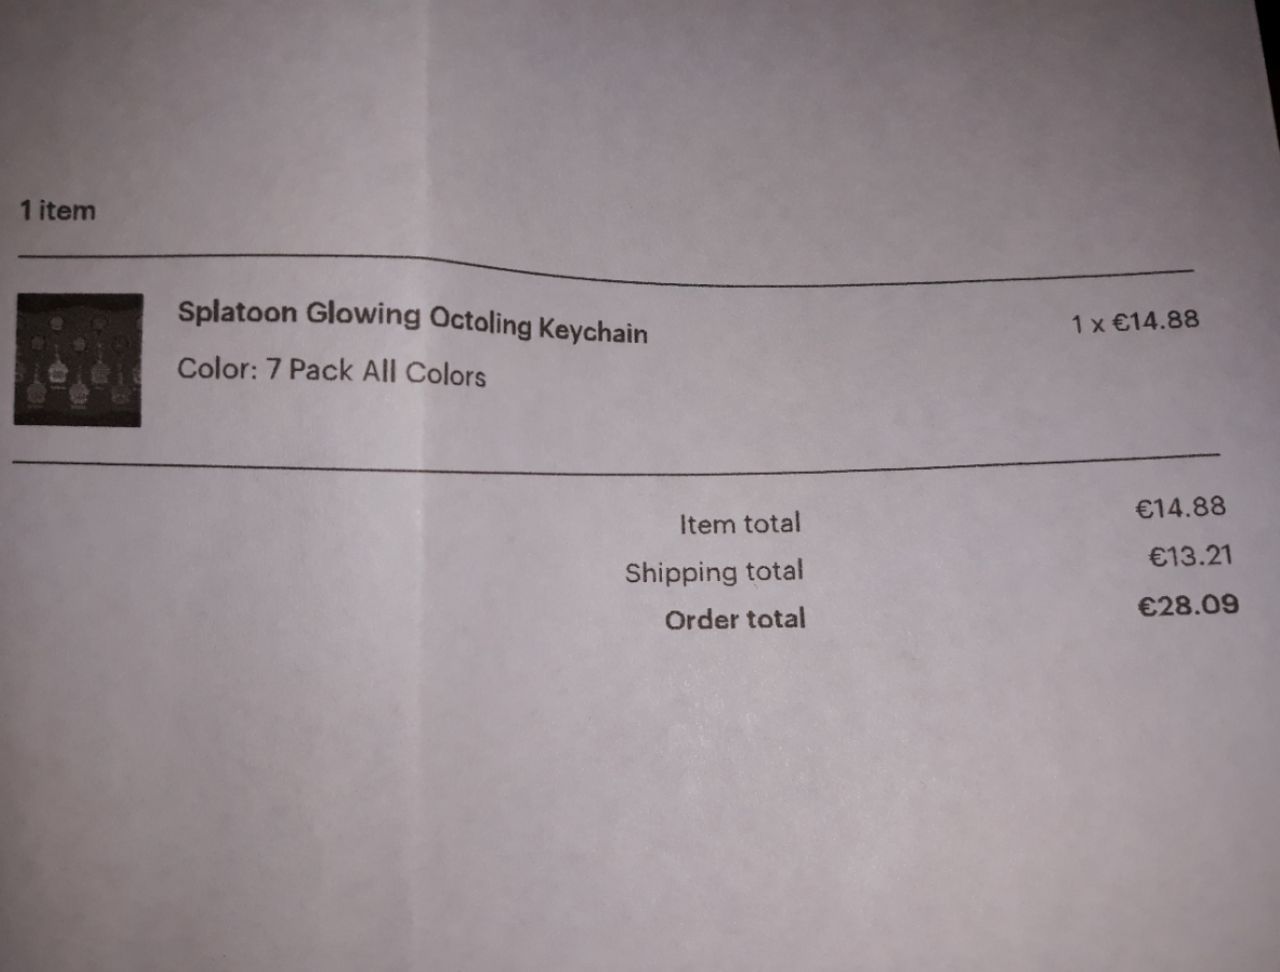 1 item
Splatoon Glowing Octoling Keychain 1 x €14.88
Color: 7 Pack All Colors
Item total €14.88
Shipping total €13.21
Order total €28.09